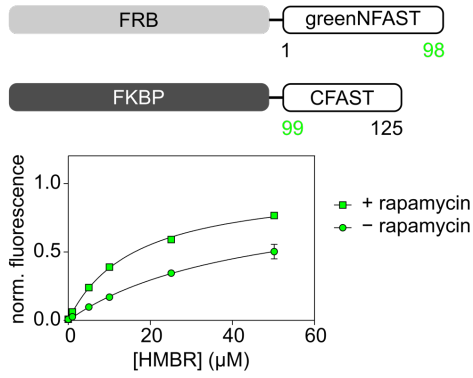 FRB greenNFAST
1 98
FKBP CFAST
99 125
norm. fluorescence
1.0
0.5
0.0
0 20 40 60
[HMBR] (µM)
+ rapamycin
− rapamycin